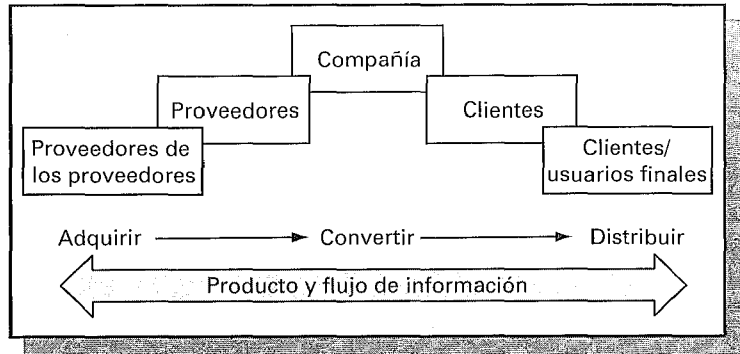 Compañía
Proveedores
Clientes
Proveedores de
los proveedores
Clientes/
usuarios finales
Adquirir
Convertir
Distribuir
Producto y flujo de información